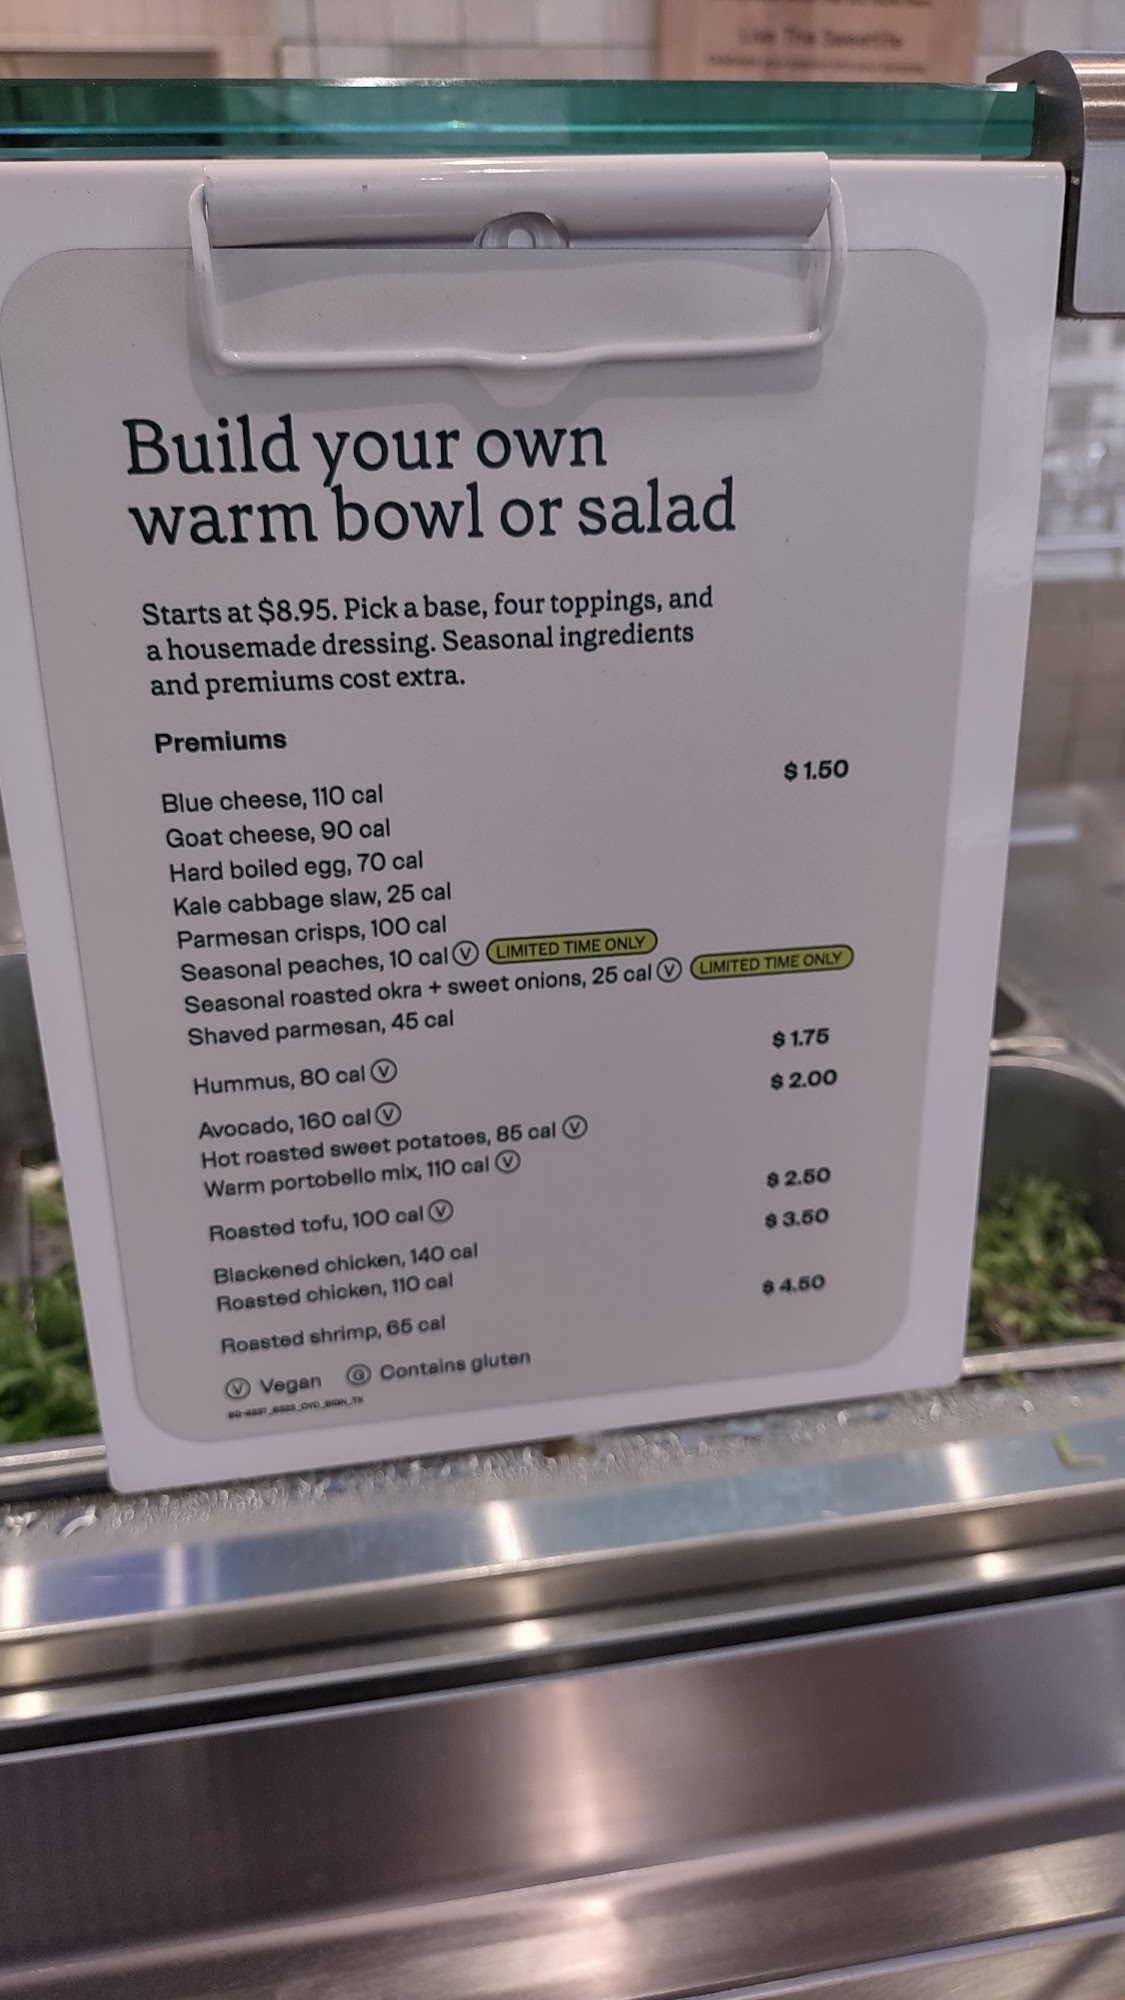 Live The Sweetlife
Build your own
warm bowl or salad
Starts at $8.95. Pick a base, four toppings, and
a housemade dressing. Seasonal ingredients
and premiums cost extra.
Premiums
Blue cheese, 110 cal $1.50
Goat cheese, 90 cal
Hard boiled egg, 70 cal
Kale cabbage slaw, 25 cal
Parmesan crisps, 100 cal
Seasonal peaches, 10 cal Ⓥ LIMITED TIME ONLY
Seasonal roasted okra + sweet onions, 25 cal Ⓥ LIMITED TIME ONLY
Shaved parmesan, 45 cal
Hummus, 80 cal Ⓥ $1.75
Avocado, 160 cal Ⓥ $2.00
Hot roasted sweet potatoes, 85 cal Ⓥ
Warm portobello mix, 110 cal Ⓥ
Roasted tofu, 100 cal Ⓥ $2.50
Blackened chicken, 140 cal $3.50
Roasted chicken, 110 cal
Roasted shrimp, 65 cal $4.50
Ⓥ Vegan Ⓖ Contains gluten